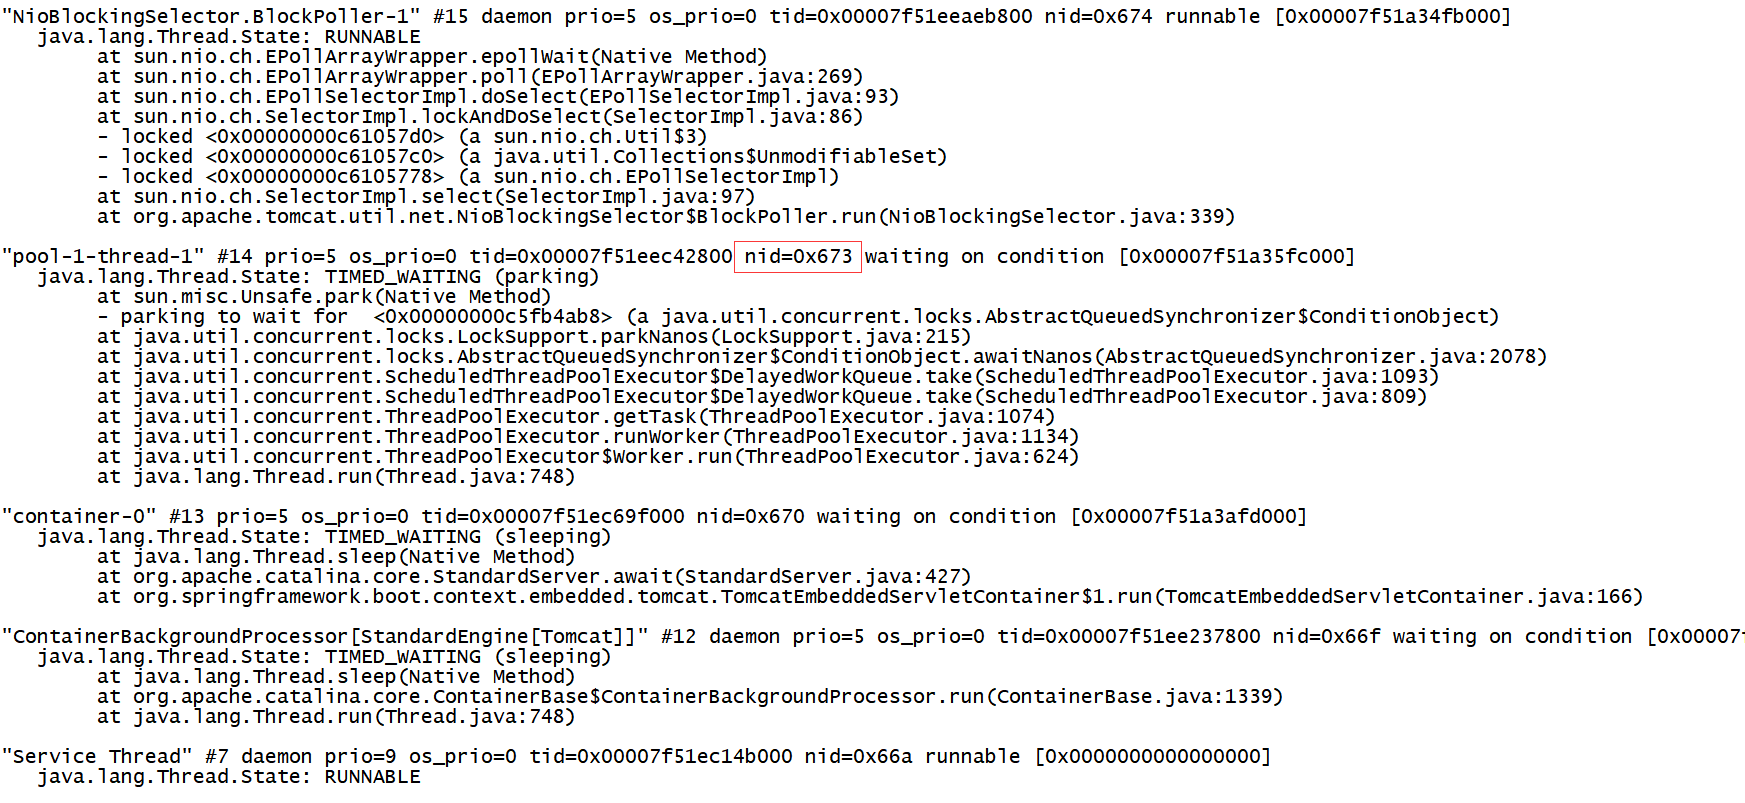 "NioBlockingSelector.BlockPoller-1" #15 daemon prio=5 os_prio=0 tid=0x00007f51eeaeb800 nid=0x674 runnable [0x00007f51a34fb000]
   java.lang.Thread.State: RUNNABLE
        at sun.nio.ch.EPollArrayWrapper.epollWait(Native Method)
        at sun.nio.ch.EPollArrayWrapper.poll(EPollArrayWrapper.java:269)
        at sun.nio.ch.EPollSelectorImpl.doSelect(EPollSelectorImpl.java:93)
        at sun.nio.ch.SelectorImpl.lockAndDoSelect(SelectorImpl.java:86)
        - locked <0x00000000c61057d0> (a sun.nio.ch.Util$3)
        - locked <0x00000000c61057c0> (a java.util.Collections$UnmodifiableSet)
        - locked <0x00000000c6105778> (a sun.nio.ch.EPollSelectorImpl)
        at sun.nio.ch.SelectorImpl.select(SelectorImpl.java:97)
        at org.apache.tomcat.util.net.NioBlockingSelector$BlockPoller.run(NioBlockingSelector.java:339)

"pool-1-thread-1" #14 prio=5 os_prio=0 tid=0x00007f51eec42800 nid=0x673 waiting on condition [0x00007f51a35fc000]
   java.lang.Thread.State: TIMED_WAITING (parking)
        at sun.misc.Unsafe.park(Native Method)
        - parking to wait for  <0x00000000c5fb4ab8> (a java.util.concurrent.locks.AbstractQueuedSynchronizer$ConditionObject)
        at java.util.concurrent.locks.LockSupport.parkNanos(LockSupport.java:215)
        at java.util.concurrent.locks.AbstractQueuedSynchronizer$ConditionObject.awaitNanos(AbstractQueuedSynchronizer.java:2078)
        at java.util.concurrent.ScheduledThreadPoolExecutor$DelayedWorkQueue.take(ScheduledThreadPoolExecutor.java:1093)
        at java.util.concurrent.ScheduledThreadPoolExecutor$DelayedWorkQueue.take(ScheduledThreadPoolExecutor.java:809)
        at java.util.concurrent.ThreadPoolExecutor.getTask(ThreadPoolExecutor.java:1074)
        at java.util.concurrent.ThreadPoolExecutor.runWorker(ThreadPoolExecutor.java:1134)
        at java.util.concurrent.ThreadPoolExecutor$Worker.run(ThreadPoolExecutor.java:624)
        at java.lang.Thread.run(Thread.java:748)

"container-0" #13 prio=5 os_prio=0 tid=0x00007f51ec69f000 nid=0x670 waiting on condition [0x00007f51a3afd000]
   java.lang.Thread.State: TIMED_WAITING (sleeping)
        at java.lang.Thread.sleep(Native Method)
        at org.apache.catalina.core.StandardServer.await(StandardServer.java:427)
        at org.springframework.boot.context.embedded.tomcat.TomcatEmbeddedServletContainer$1.run(TomcatEmbeddedServletContainer.java:166)

"ContainerBackgroundProcessor[StandardEngine[Tomcat]]" #12 daemon prio=5 os_prio=0 tid=0x00007f51ee237800 nid=0x66f waiting on condition [0x00007
   java.lang.Thread.State: TIMED_WAITING (sleeping)
        at java.lang.Thread.sleep(Native Method)
        at org.apache.catalina.core.ContainerBase$ContainerBackgroundProcessor.run(ContainerBase.java:1339)
        at java.lang.Thread.run(Thread.java:748)

"Service Thread" #7 daemon prio=9 os_prio=0 tid=0x00007f51ec14b000 nid=0x66a runnable [0x0000000000000000]
   java.lang.Thread.State: RUNNABLE